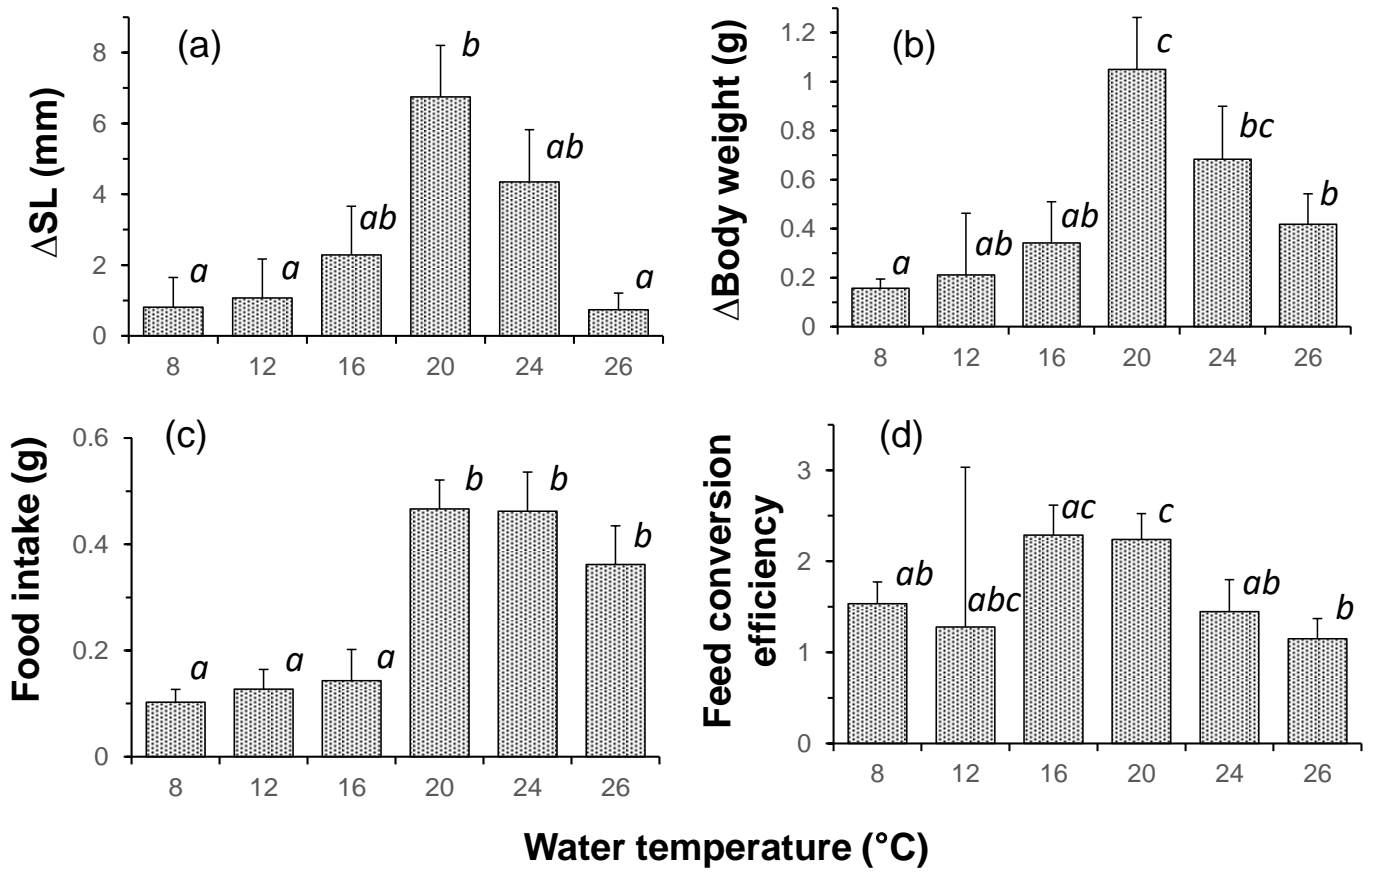 (a)
ΔSL (mm)
8
6
4
2
0
a
a
ab
b
ab
a
8 12 16 20 24 26
(b)
ΔBody weight (g)
1.2
1
0.8
0.6
0.4
0.2
0
a
ab
ab
c
bc
b
8 12 16 20 24 26
(c)
Food intake (g)
0.6
0.4
0.2
0
a
a
a
b
b
b
8 12 16 20 24 26
(d)
Feed conversion
efficiency
3
2
1
0
ab
abc
ac
c
ab
b
8 12 16 20 24 26
Water temperature (°C)